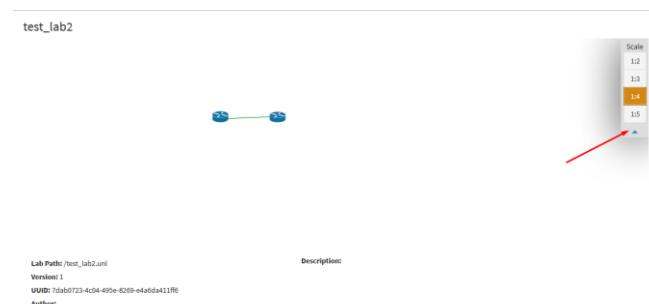 test_lab2
Scale
1:2
1:3
1:4
1:5
Lab Path: /test_lab2.unl
Description:
Version: 1
UUID: 7dab0723-4c04-495e-8269-e4a6da411ff6
Author: